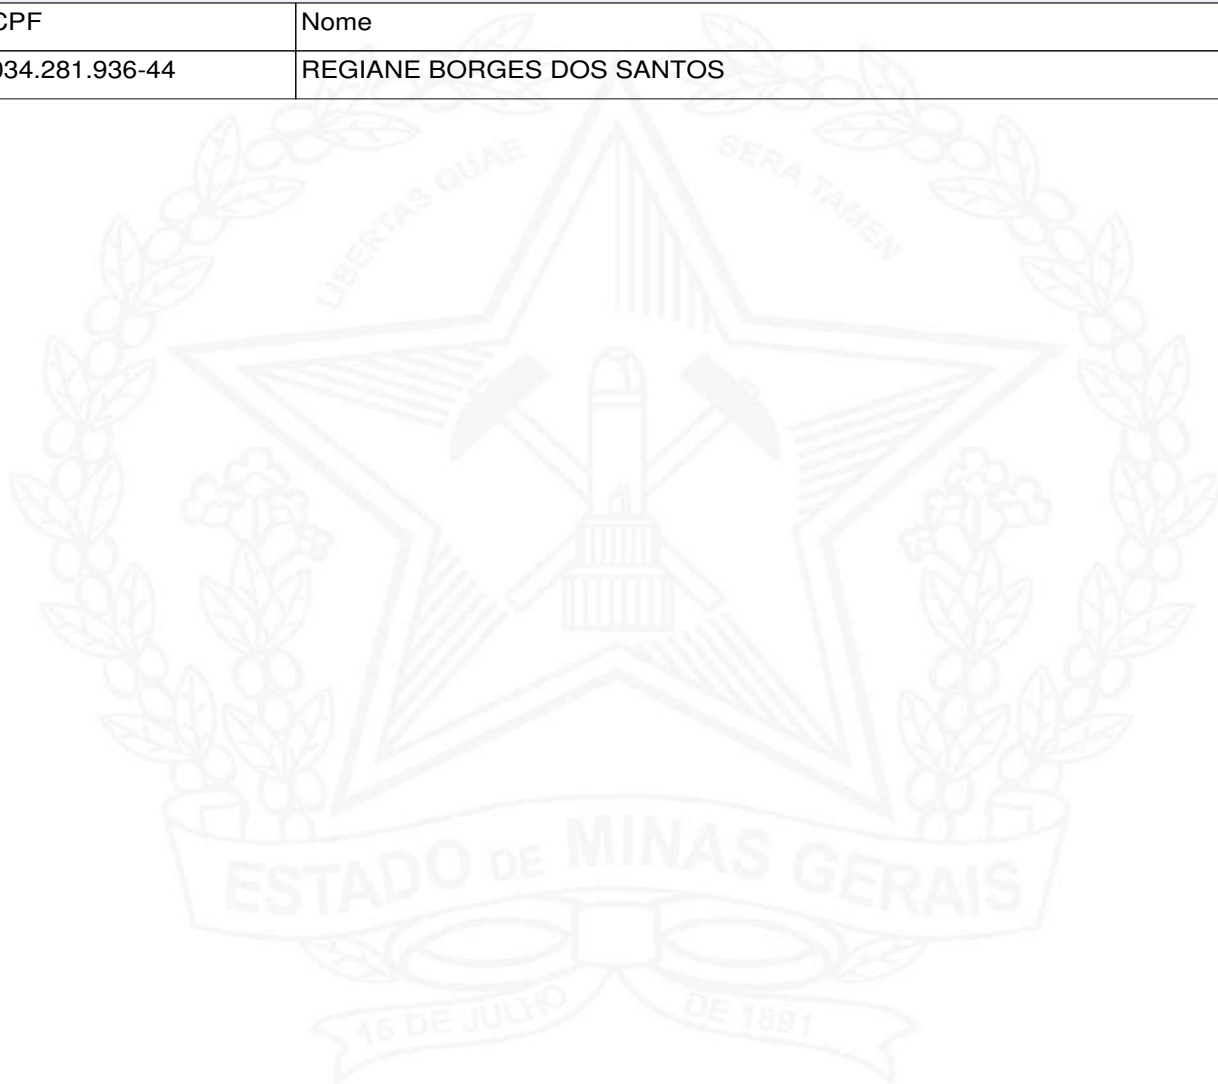 CPF Nome
034.281.936-44 REGIANE BORGES DOS SANTOS
LIBERTAS QUAE SERA TAMEN
ESTADO DE MINAS GERAIS
15 DE JULHO DE 1891